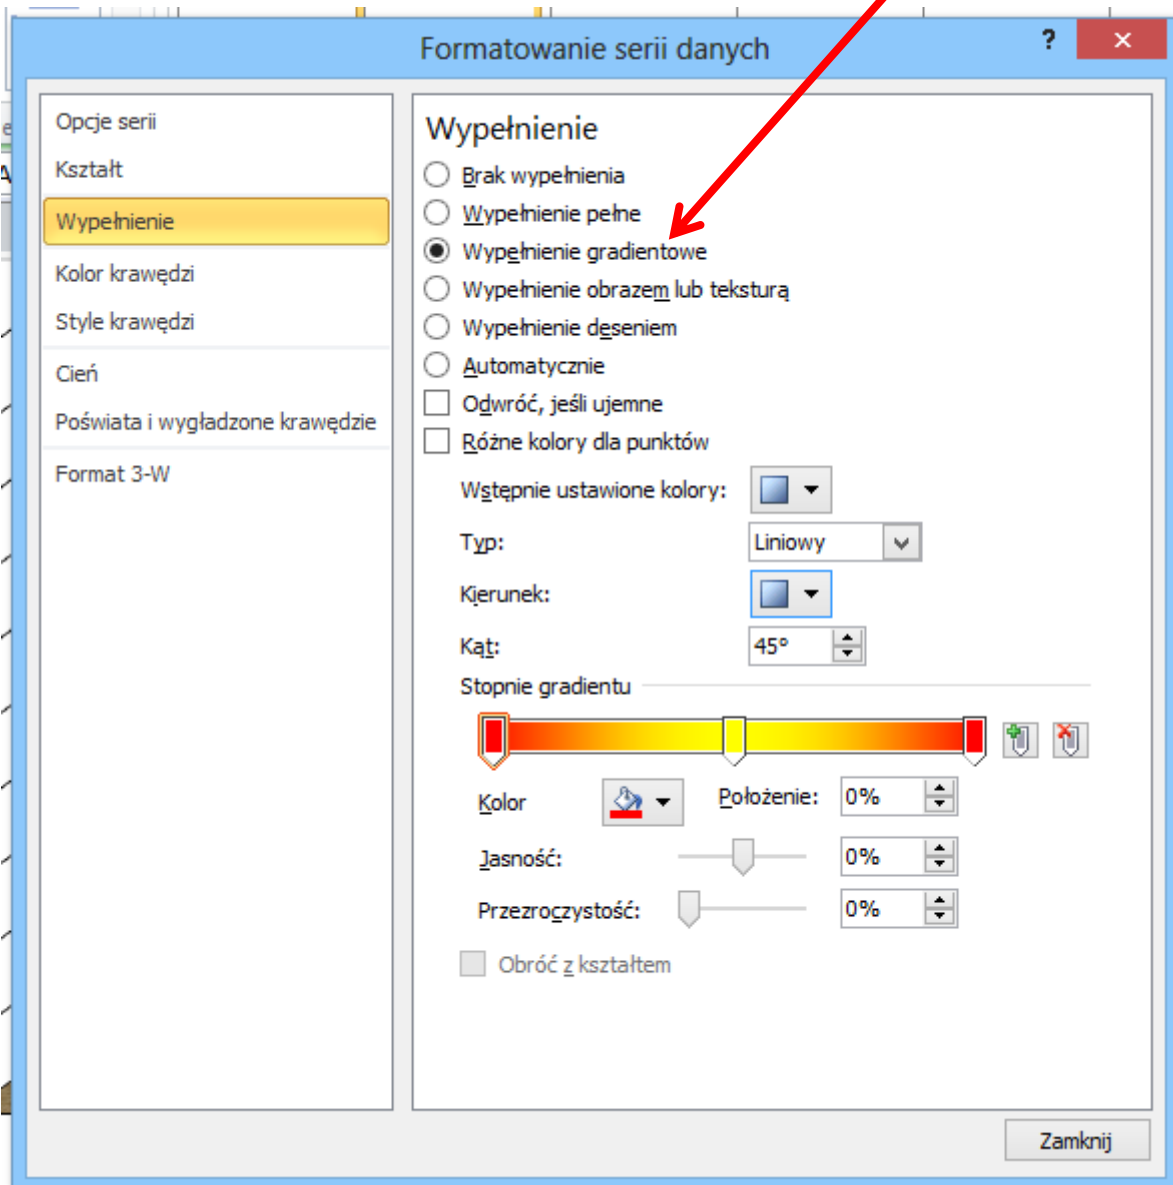 Formatowanie serii danych
?
Opcje serii
Kształt
Wypełnienie
Kolor krawędzi
Style krawędzi
Cień
Poświata i wygładzone krawędzie
Format 3-W
Wypełnienie
Brak wypełnienia
Wypełnienie pełne
Wypełnienie gradientowe
Wypełnienie obrazem lub teksturą
Wypełnienie deseniem
Automatycznie
Odwróć, jeśli ujemne
Różne kolory dla punktów
Wstępnie ustawione kolory:
Typ: Liniowy
Kierunek:
Kąt: 45°
Stopnie gradientu
Kolor Położenie: 0%
Jasność: 0%
Przezroczystość: 0%
Obróć z kształtem
Zamknij